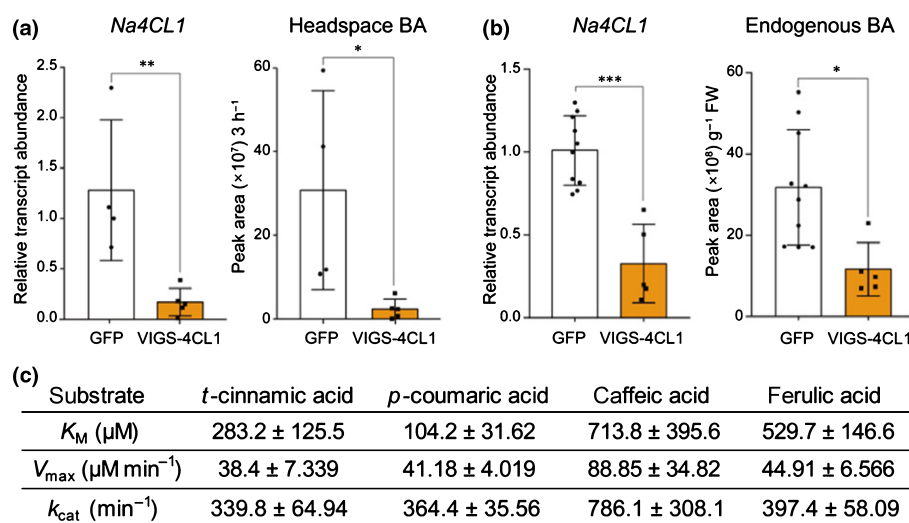 (a)
Na4CL1
Headspace BA
Relative transcript abundance
2.5
2.0
1.5
1.0
0.5
0.0
**
GFP
VIGS-4CL1
Peak area (×10⁷) 3 h⁻¹
60
40
20
0
*
GFP
VIGS-4CL1
(b)
Na4CL1
Endogenous BA
Relative transcript abundance
1.5
1.0
0.5
0.0
***
GFP
VIGS-4CL1
Peak area (×10⁸) g⁻¹ FW
60
40
20
0
*
GFP
VIGS-4CL1
(c)
Substrate t-cinnamic acid p-coumaric acid Caffeic acid Ferulic acid
K_M (µM) 283.2 ± 125.5 104.2 ± 31.62 713.8 ± 395.6 529.7 ± 146.6
V_max (µM min⁻¹) 38.4 ± 7.339 41.18 ± 4.019 88.85 ± 34.82 44.91 ± 6.566
k_cat (min⁻¹) 339.8 ± 64.94 364.4 ± 35.56 786.1 ± 308.1 397.4 ± 58.09